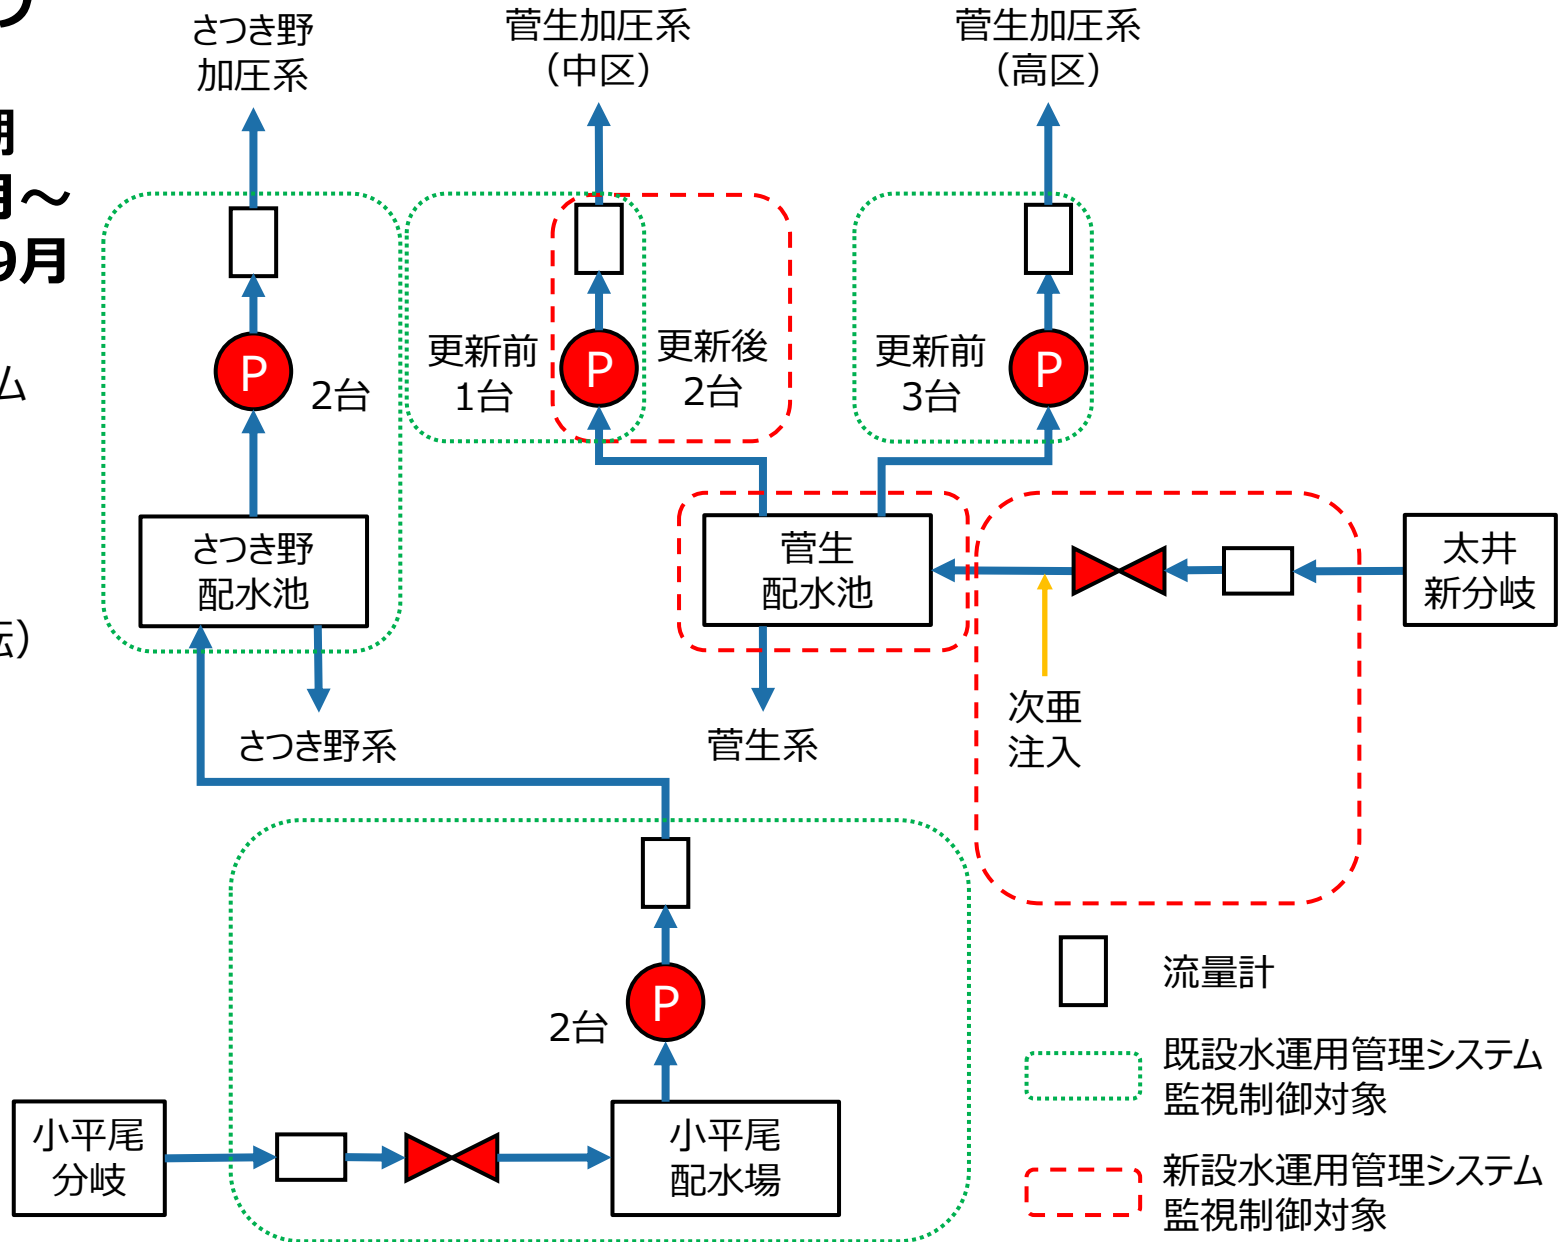 さつき野
加圧系
菅生加圧系
（中区）
菅生加圧系
（高区）
月～
9月
ム
転）
更新前
1台
P
更新後
2台
更新前
3台
P
P
2台
さつき野
配水池
菅生
配水池
太井
新分岐
さつき野系
菅生系
次亜
注入
P
2台
小平尾
分岐
小平尾
配水場
流量計
既設水運用管理システム
監視制御対象
新設水運用管理システム
監視制御対象